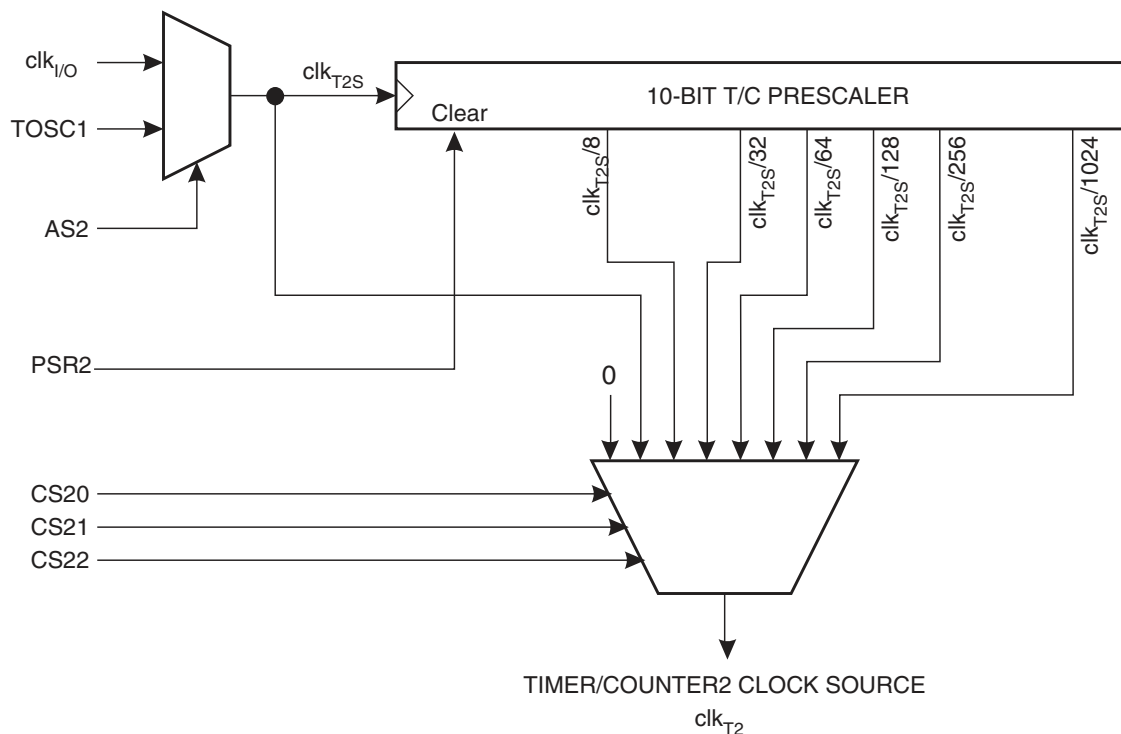 clkI/O
clkT2S
10-BIT T/C PRESCALER
TOSC1
Clear
clkT2S/8
clkT2S/32
clkT2S/64
clkT2S/128
clkT2S/256
clkT2S/1024
AS2
PSR2
0
CS20
CS21
CS22
TIMER/COUNTER2 CLOCK SOURCE
clkT2